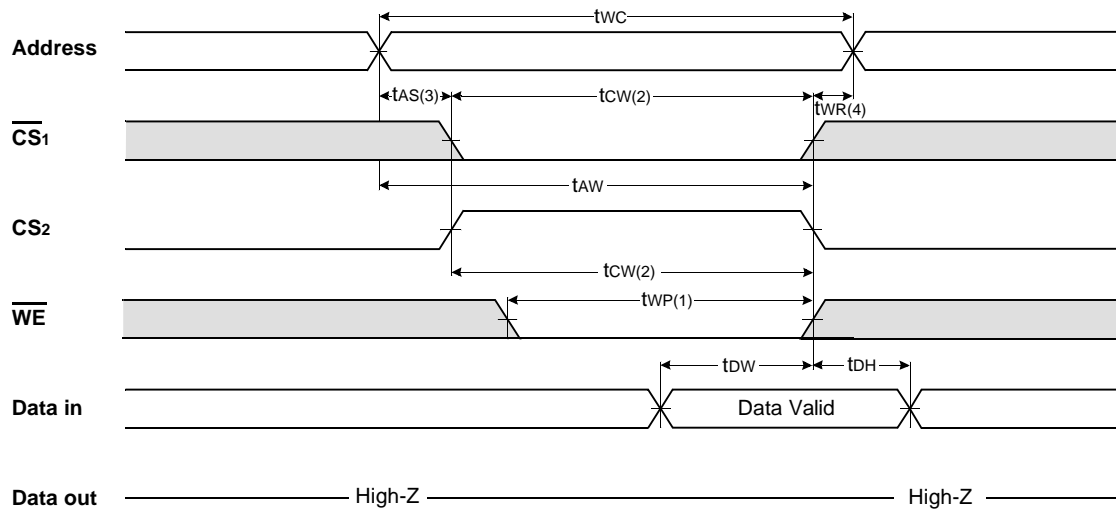 tWC
Address
tAS(3) tCW(2) tWR(4)
CS1
tAW
CS2
tCW(2)
tWP(1)
WE
tDW tDH
Data in Data Valid
Data out High-Z High-Z